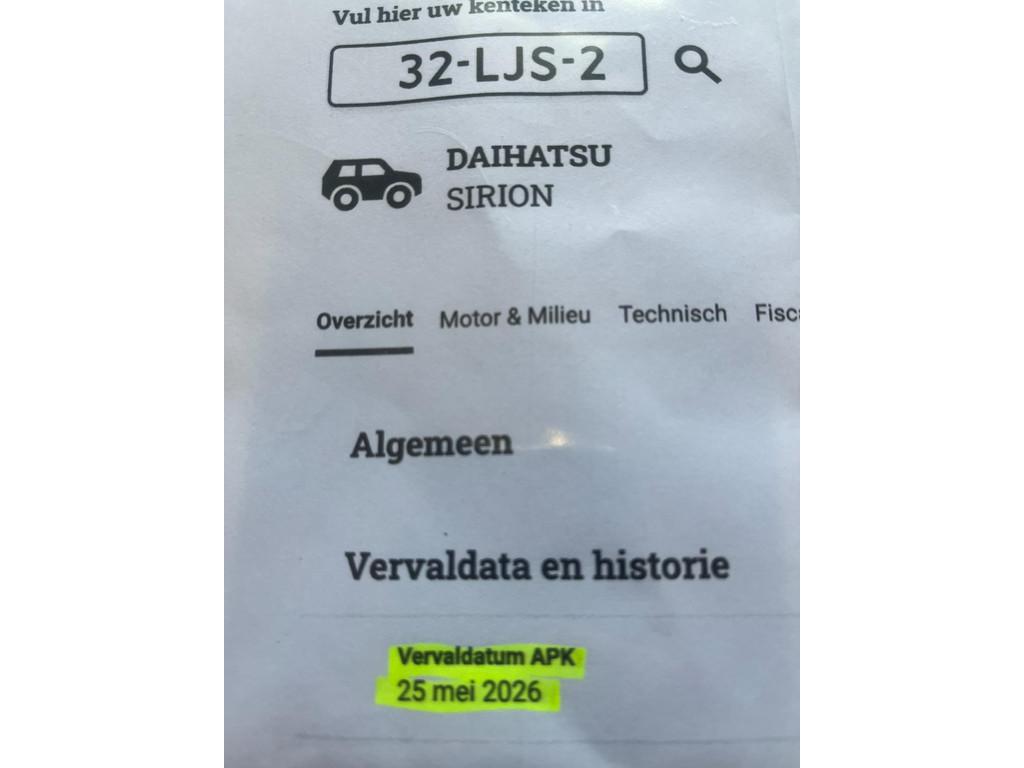 Vul hier uw kenteken in
32-LJS-2
DAIHATSU
SIRION
Overzicht Motor & Milieu Technisch Fisc
Algemeen
Vervaldata en historie
Vervaldatum APK
25 mei 2026